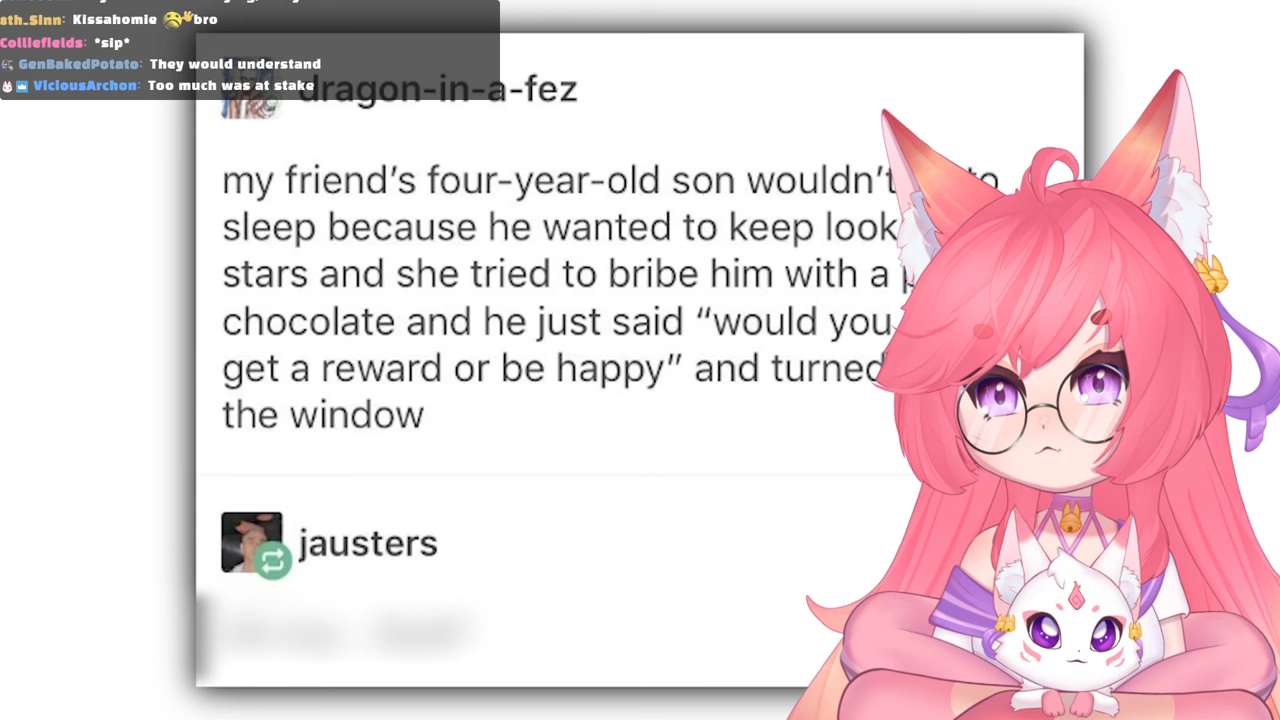 sth_Sinn: Kissahomie bro
Colliefields: *sip*
GenBakedPotato: They would understand
ViciousArchon: Too much was at stake
dragon-in-a-fez
my friend's four-year-old son wouldn't to
sleep because he wanted to keep look
stars and she tried to bribe him with a
chocolate and he just said "would you
get a reward or be happy" and turned
the window
jausters